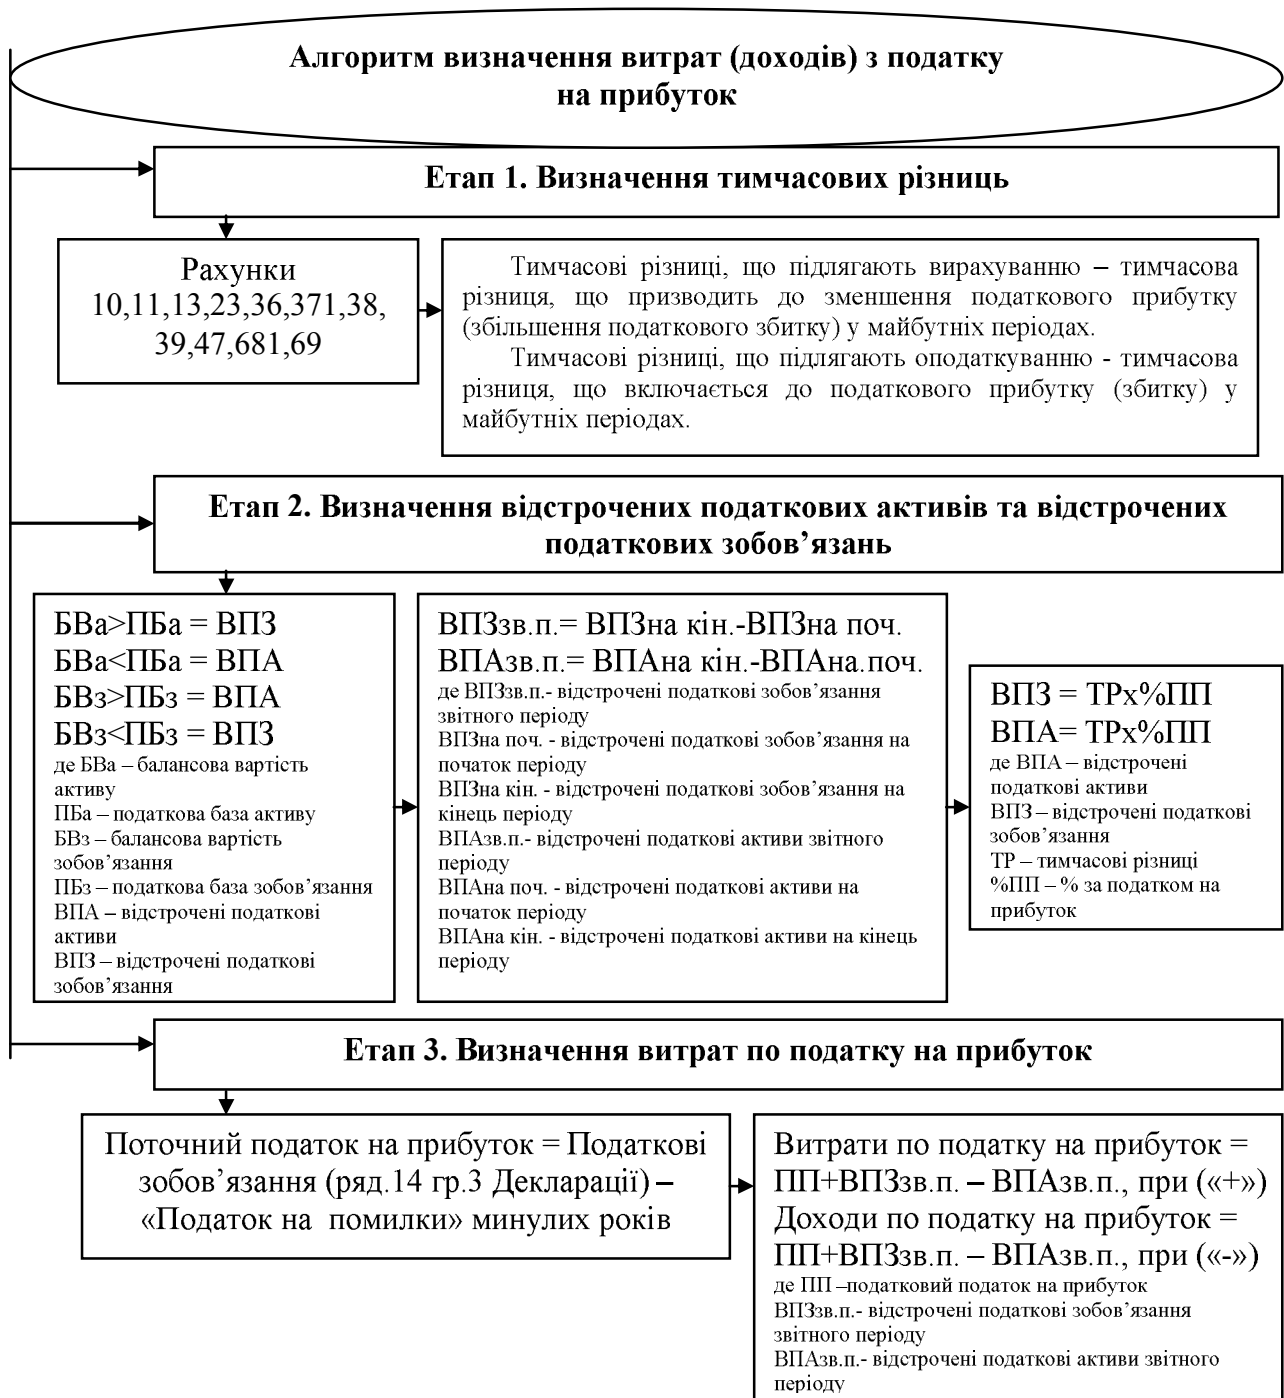 Алгоритм визначення витрат (доходів) з податку
на прибуток
Етап 1. Визначення тимчасових різниць
Рахунки
10,11,13,23,36,371,38,
39,47,681,69
Тимчасові різниці, що підлягають вирахуванню – тимчасова
різниця, що призводить до зменшення податкового прибутку
(збільшення податкового збитку) у майбутніх періодах.
Тимчасові різниці, що підлягають оподаткуванню - тимчасова
різниця, що включається до податкового прибутку (збитку) у
майбутніх періодах.
Етап 2. Визначення відстрочених податкових активів та відстрочених
податкових зобов’язань
БВа>ПБа = ВПЗ
БВа<ПБа = ВПА
БВз>ПБз = ВПА
БВз<ПБз = ВПЗ
де БВа – балансова вартість
активу
ПБа – податкова база активу
БВз – балансова вартість
зобов’язання
ПБз – податкова база зобов’язання
ВПА – відстрочені податкові
активи
ВПЗ – відстрочені податкові
зобов’язання
ВПЗзв.п.= ВПЗна кін.-ВПЗна поч.
ВПАзв.п.= ВПАна кін.-ВПАна.поч.
де ВПЗзв.п.- відстрочені податкові зобов’язання
звітного періоду
ВПЗна поч. - відстрочені податкові зобов’язання на
початок періоду
ВПЗна кін. - відстрочені податкові зобов’язання на
кінець періоду
ВПАзв.п.- відстрочені податкові активи звітного
періоду
ВПАна поч. - відстрочені податкові активи на
початок періоду
ВПАна кін. - відстрочені податкові активи на кінець
періоду
ВПЗ = ТРх%ПП
ВПА= ТРх%ПП
де ВПА – відстрочені
податкові активи
ВПЗ – відстрочені податкові
зобов’язання
ТР – тимчасові різниці
%ПП – % за податком на
прибуток
Етап 3. Визначення витрат по податку на прибуток
Поточний податок на прибуток = Податкові
зобов’язання (ряд.14 гр.3 Декларації) –
«Податок на помилки» минулих років
Витрати по податку на прибуток =
ПП+ВПЗзв.п. – ВПАзв.п., при («+»)
Доходи по податку на прибуток =
ПП+ВПЗзв.п. – ВПАзв.п., при («-»)
де ПП –податковий податок на прибуток
ВПЗзв.п.- відстрочені податкові зобов’язання
звітного періоду
ВПАзв.п.- відстрочені податкові активи звітного
періоду